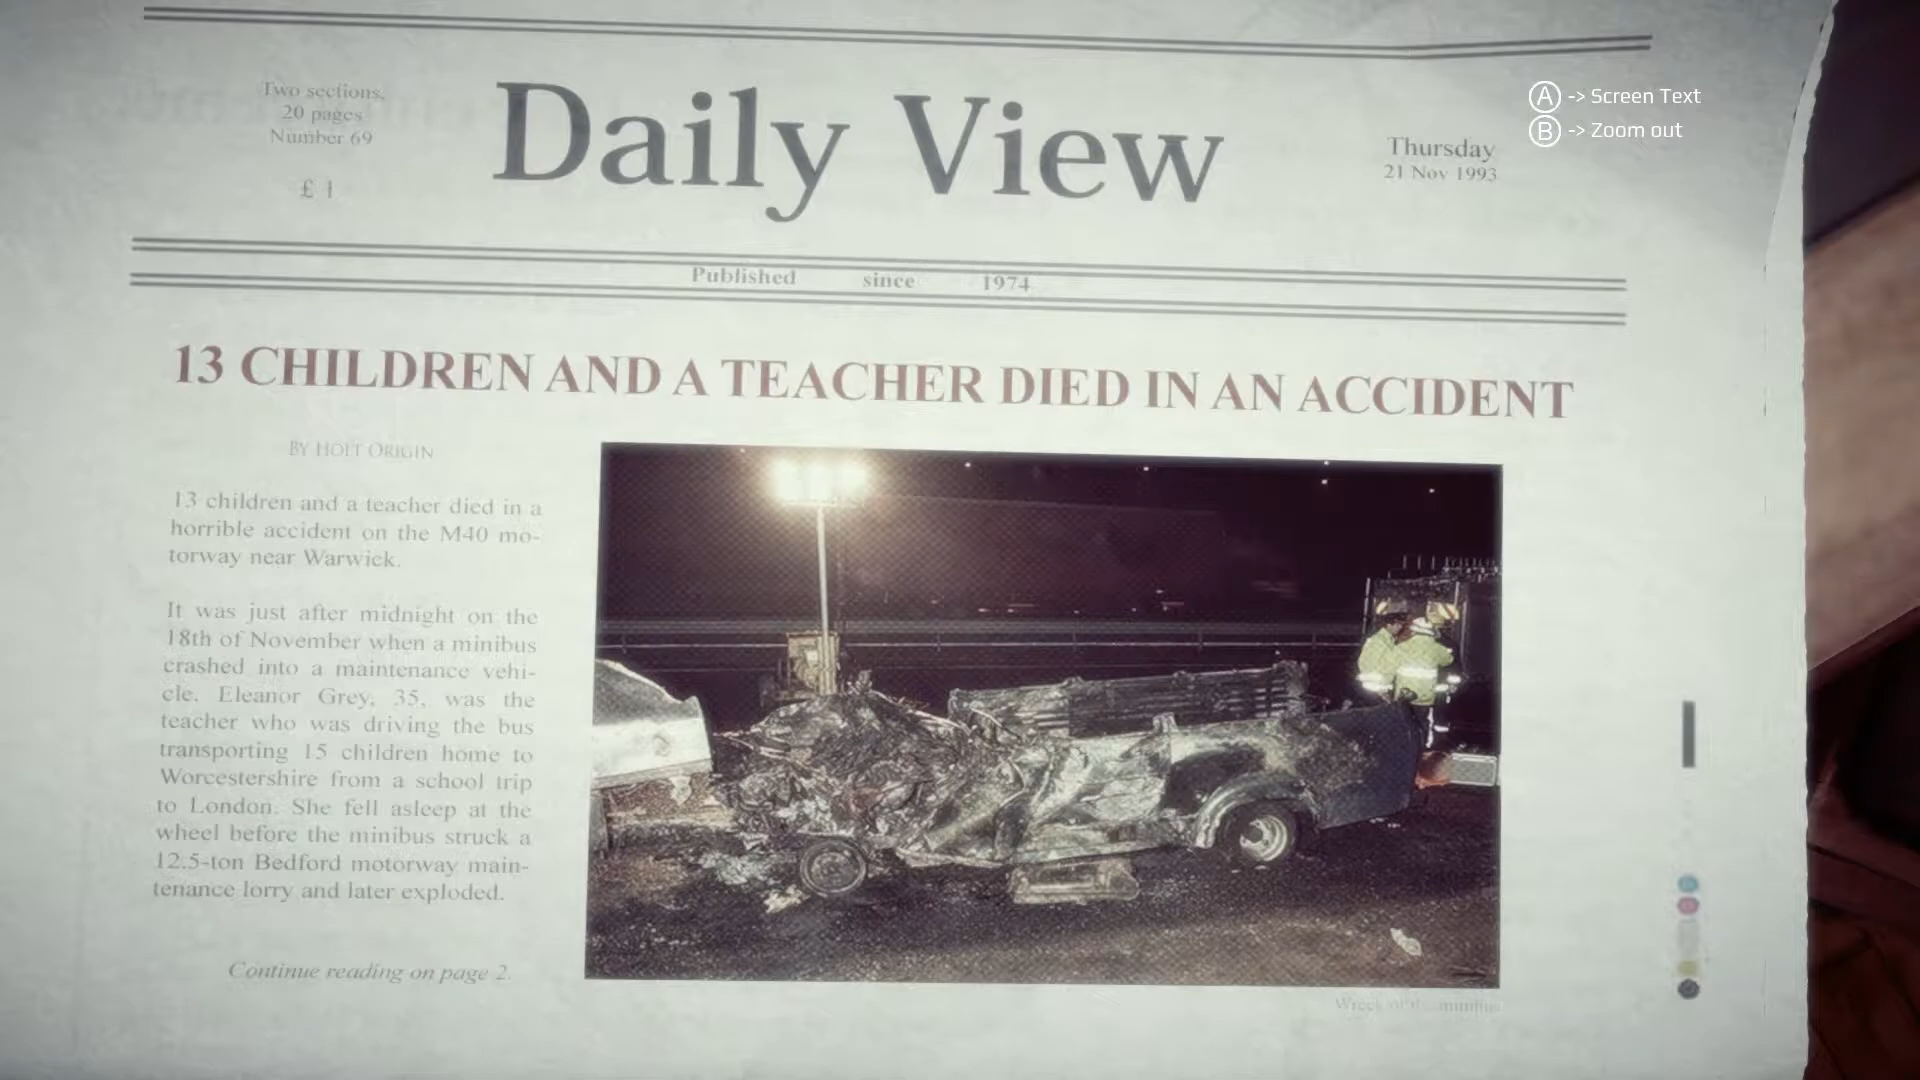 Two sections,
20 pages
Number 69
£ 1
Daily View
Thursday
21 Nov 1993
A -> Screen Text
B -> Zoom out
Published since 1974
13 CHILDREN AND A TEACHER DIED IN AN ACCIDENT
BY HOLT ORIGIN
13 children and a teacher died in a
horrible accident on the M40 mo-
torway near Warwick.
It was just after midnight on the
18th of November when a minibus
crashed into a maintenance vehi-
cle. Eleanor Grey, 35, was the
teacher who was driving the bus
transporting 15 children home to
Worcestershire from a school trip
to London. She fell asleep at the
wheel before the minibus struck a
12.5-ton Bedford motorway main-
tenance lorry and later exploded.
Continue reading on page 2.
Wreck of the minibus